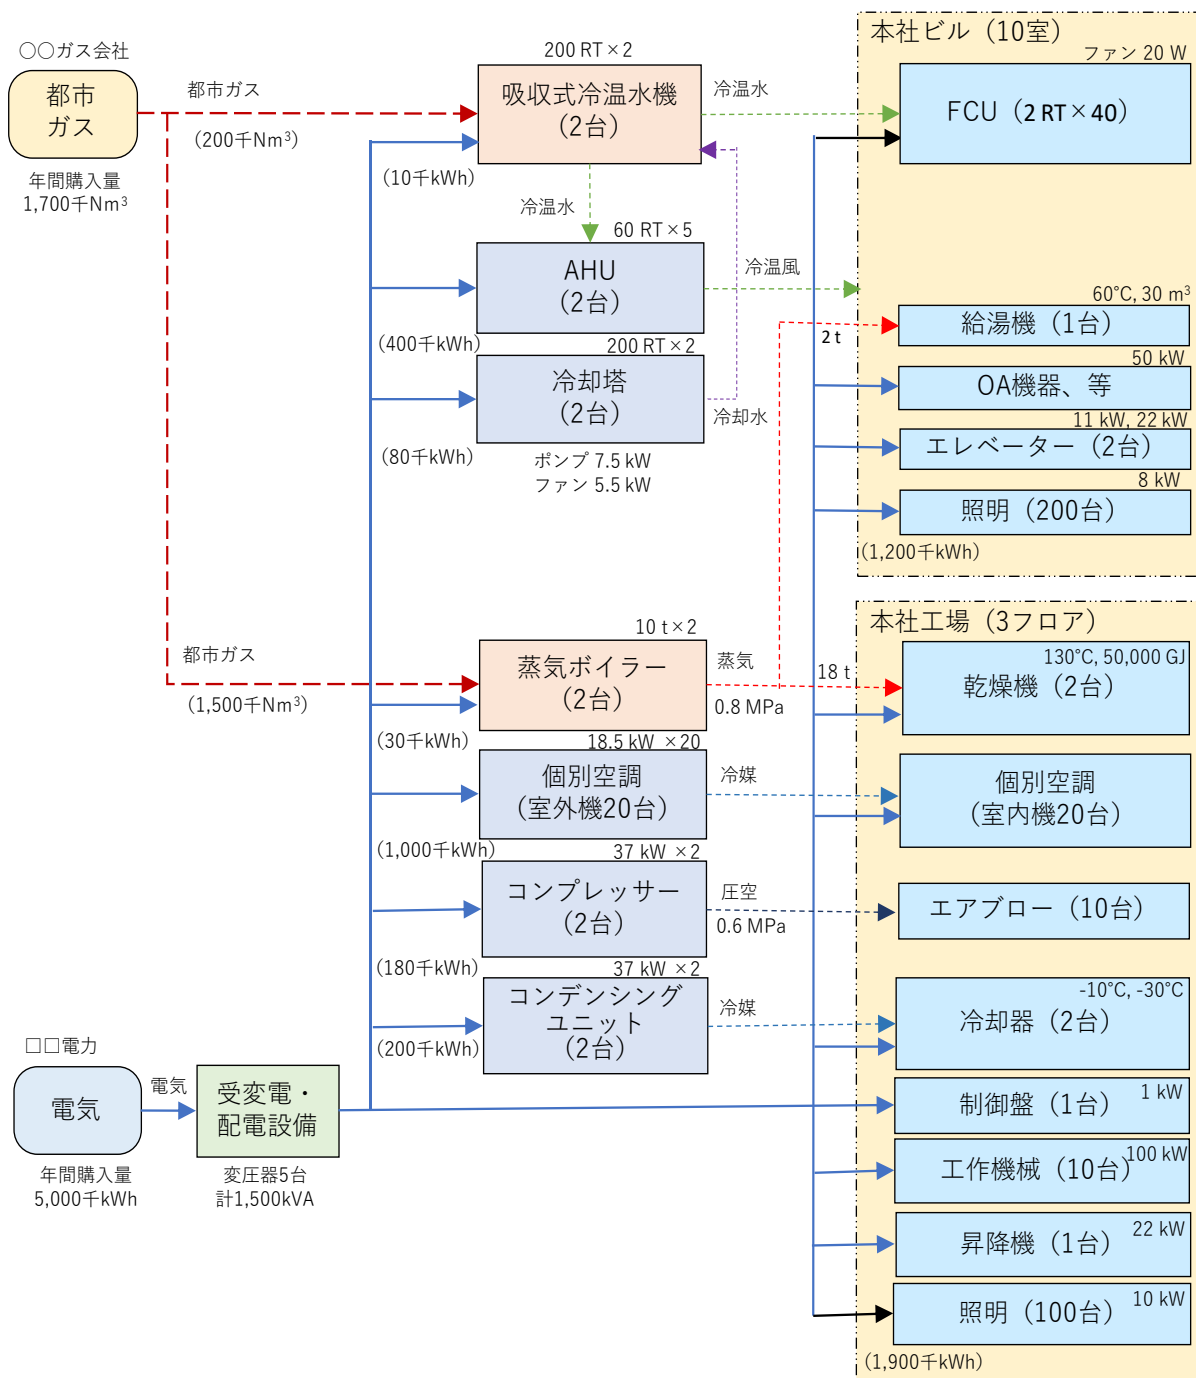 ○○ガス会社
都市
ガス
年間購入量
1,700千Nm³
都市ガス
(200千Nm³)
200 RT×2
吸収式冷温水機
(2台)
(10千kWh)
冷温水
冷温水
60 RT×5
AHU
(2台)
(400千kWh)
冷温風
200 RT×2
冷却塔
(2台)
(80千kWh)
冷却水
ポンプ 7.5 kW
ファン 5.5 kW
本社ビル（10室）
ファン 20 W
FCU（2 RT×40）
60°C, 30 m³
給湯機（1台）
2 t
50 kW
OA機器、等
11 kW, 22 kW
エレベーター（2台）
8 kW
照明（200台）
(1,200千kWh)
都市ガス
(1,500千Nm³)
10 t×2
蒸気ボイラー
(2台)
(30千kWh)
蒸気
0.8 MPa
18 t
18.5 kW ×20
個別空調
(室外機20台)
(1,000千kWh)
冷媒
37 kW ×2
コンプレッサー
(2台)
(180千kWh)
圧空
0.6 MPa
37 kW ×2
コンデンシング
ユニット
(2台)
(200千kWh)
冷媒
□□電力
電気
年間購入量
5,000千kWh
電気
受変電・
配電設備
変圧器5台
計1,500kVA
本社工場（3フロア）
130°C, 50,000 GJ
乾燥機（2台）
個別空調
(室内機20台)
エアブロー（10台）
-10°C, -30°C
冷却器（2台）
1 kW
制御盤（1台）
100 kW
工作機械（10台）
22 kW
昇降機（1台）
10 kW
照明（100台）
(1,900千kWh)